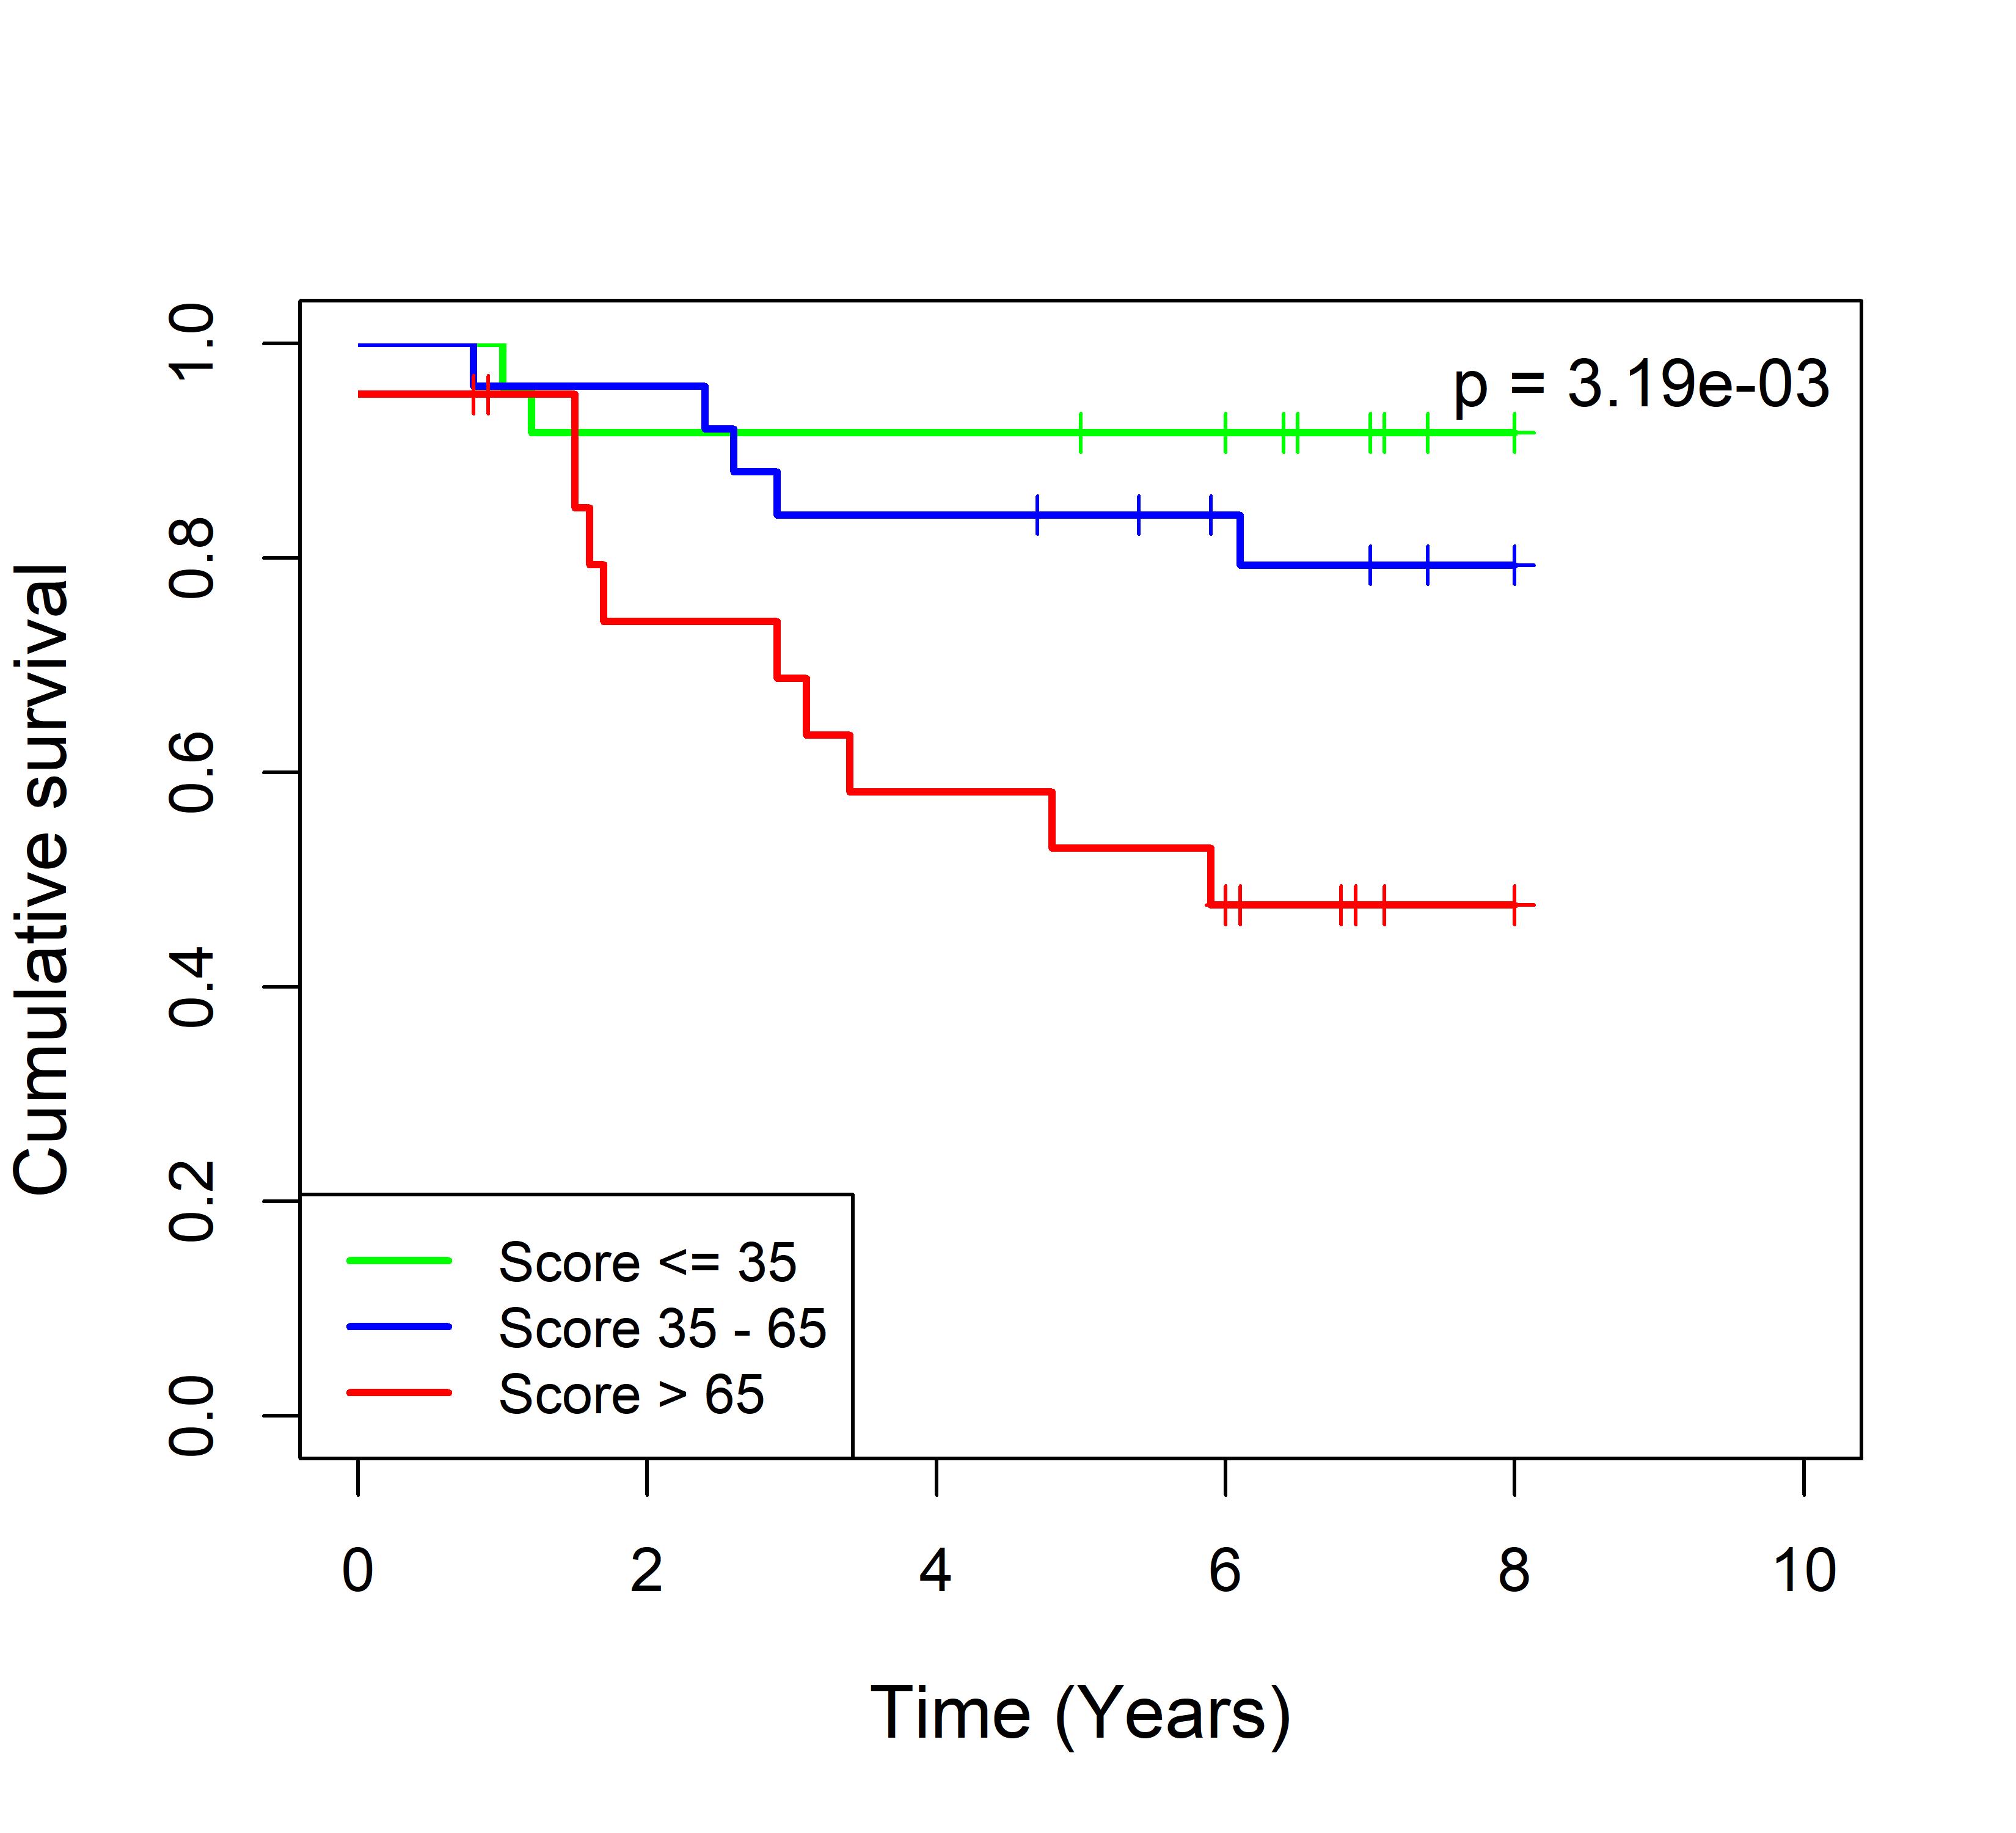 p = 3.19e-03
Cumulative survival
1.0
0.8
0.6
0.4
0.2
0.0
Score <= 35
Score 35 - 65
Score > 65
0 2 4 6 8 10
Time (Years)